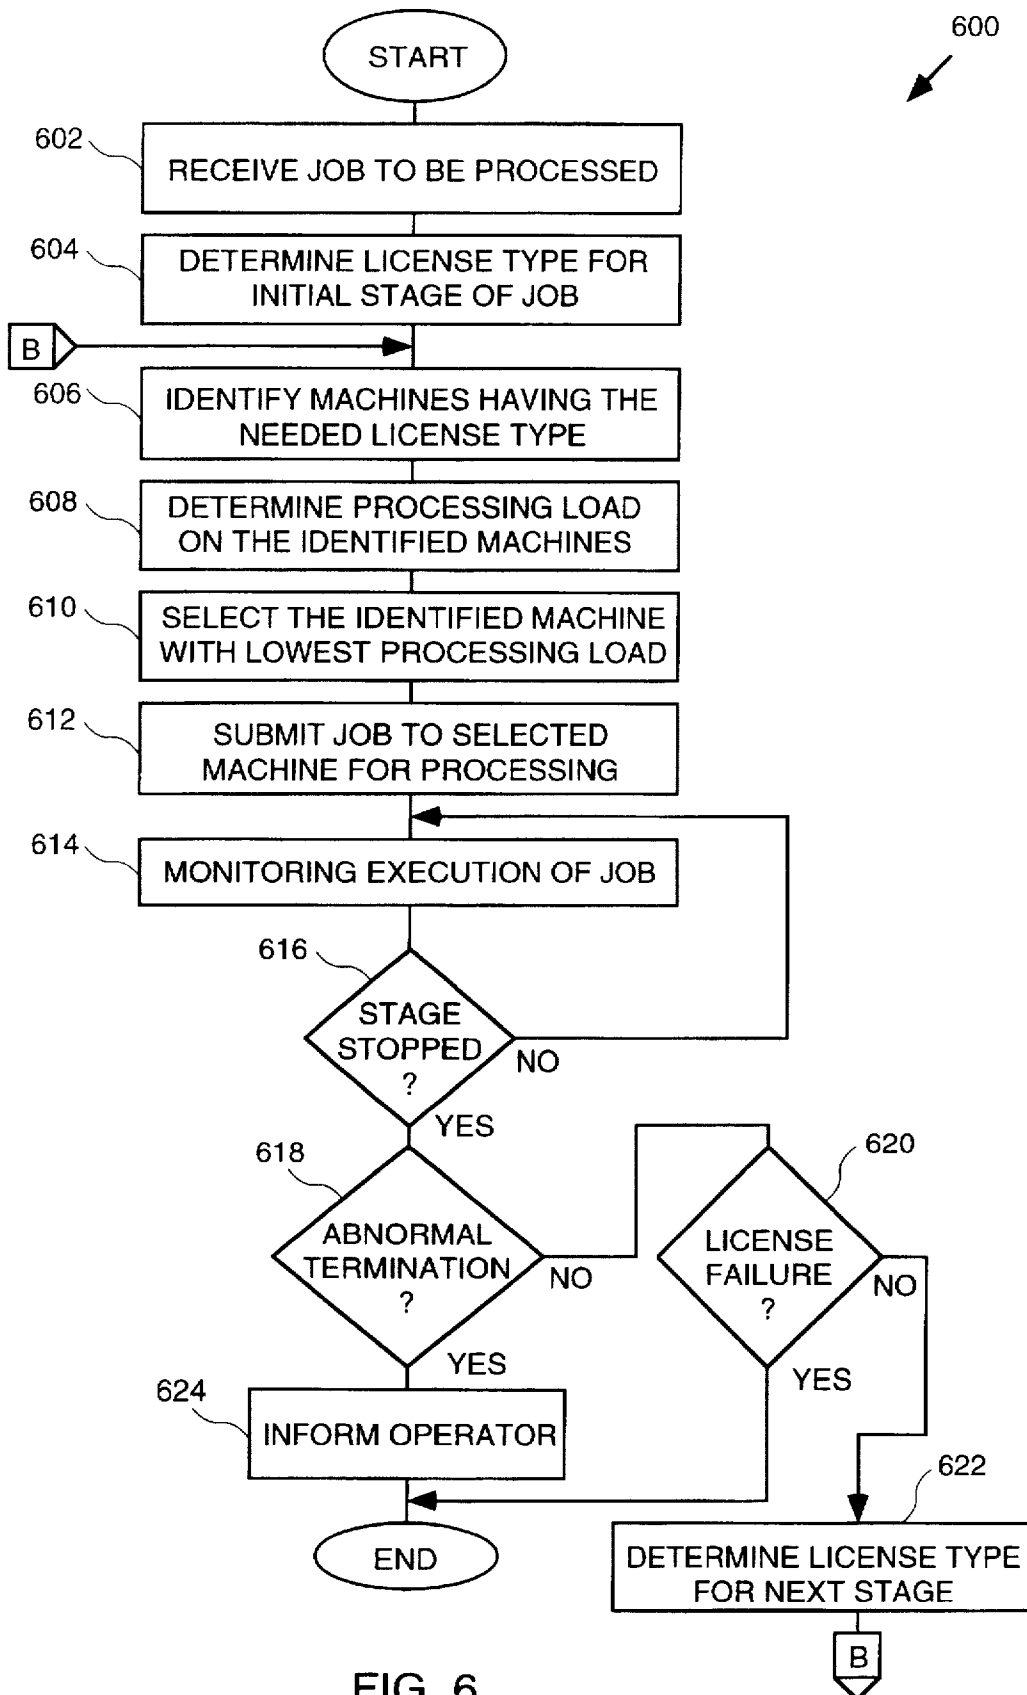 600
START
602
RECEIVE JOB TO BE PROCESSED
604
DETERMINE LICENSE TYPE FOR
INITIAL STAGE OF JOB
B
606
IDENTIFY MACHINES HAVING THE
NEEDED LICENSE TYPE
608
DETERMINE PROCESSING LOAD
ON THE IDENTIFIED MACHINES
610
SELECT THE IDENTIFIED MACHINE
WITH LOWEST PROCESSING LOAD
612
SUBMIT JOB TO SELECTED
MACHINE FOR PROCESSING
614
MONITORING EXECUTION OF JOB
616
STAGE
STOPPED
?
NO
YES
618
ABNORMAL
TERMINATION
?
NO
YES
620
LICENSE
FAILURE
?
NO
YES
624
INFORM OPERATOR
END
622
DETERMINE LICENSE TYPE
FOR NEXT STAGE
B
FIG. 6